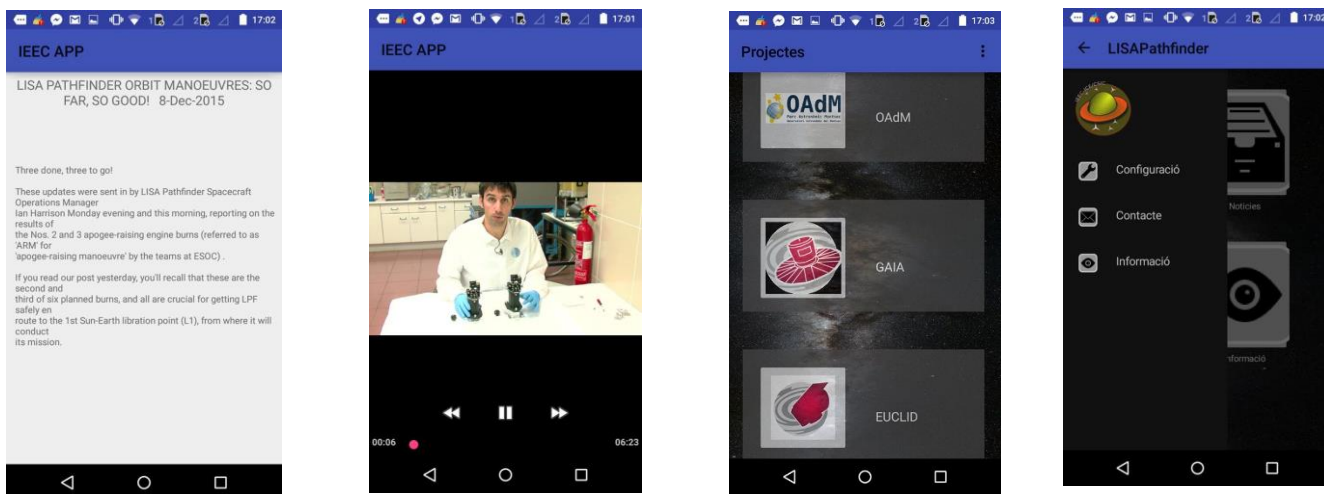 17:02
IEEC APP
LISA PATHFINDER ORBIT MANOEUVRES: SO
FAR, SO GOOD! 8-Dec-2015
Three done, three to go!
These updates were sent in by LISA Pathfinder Spacecraft
Operations Manager
Ian Harrison Monday evening and this morning, reporting on the
results of
the Nos. 2 and 3 apogee-raising engine burns (referred to as
'ARM' for
'apogee-raising manoeuvre' by the teams at ESOC) .
If you read our post yesterday, you'll recall that these are the
second and
third of six planned burns, and all are crucial for getting LPF
safely en
route to the 1st Sun-Earth libration point (L1), from where it will
conduct
its mission.
17:01
IEEC APP
00:06
06:23
17:03
Projectes
OAdM
OAdM
GAIA
EUCLID
17:02
LISAPathfinder
Configuració
Contacte
Informació
Noticies
nformació